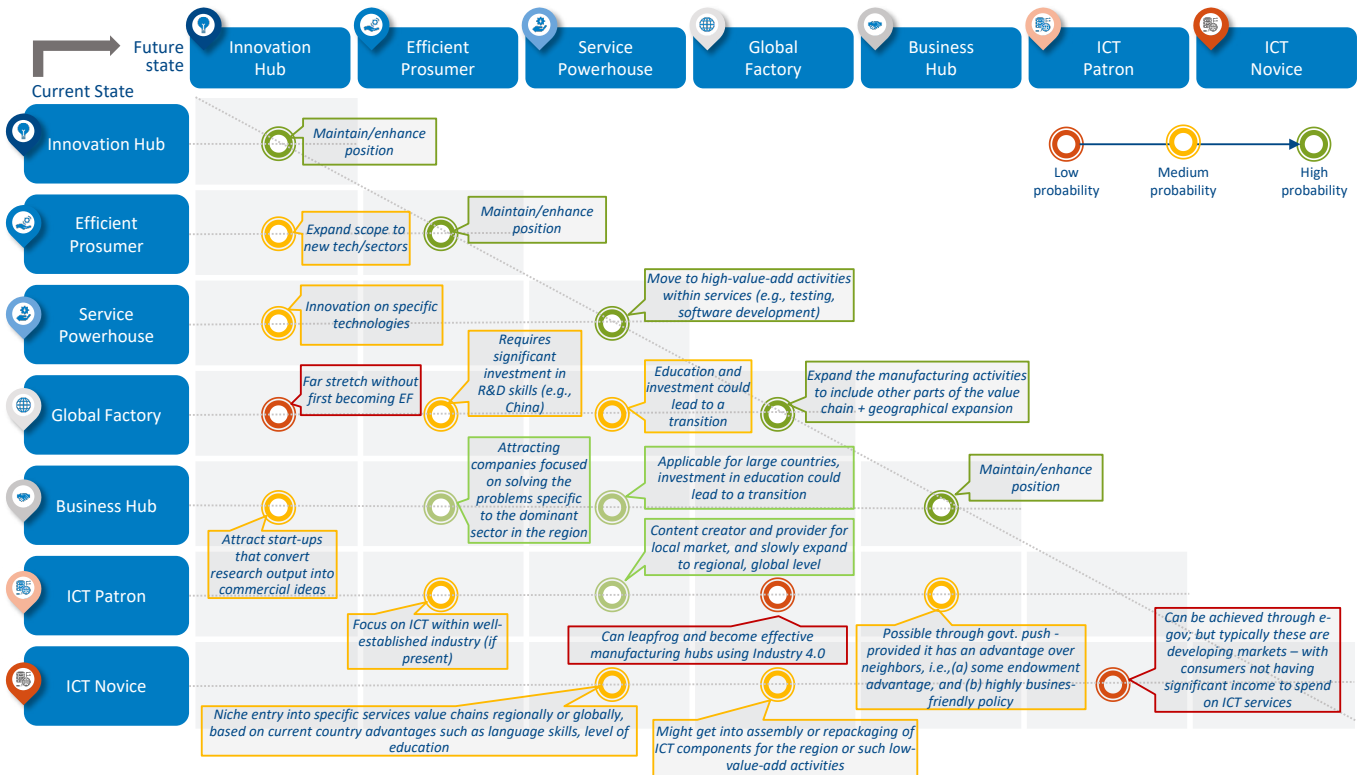 Future
state
Current State
Innovation
Hub
Efficient
Prosumer
Service
Powerhouse
Global
Factory
Business
Hub
ICT
Patron
ICT
Novice
Low
probability
Medium
probability
High
probability
Innovation Hub
Maintain/enhance
position
Efficient
Prosumer
Expand scope to
new tech/sectors
Maintain/enhance
position
Service
Powerhouse
Innovation on specific
technologies
Move to high-value-add activities
within services (e.g., testing,
software development)
Global Factory
Far stretch without
first becoming EF
Requires
significant
investment in
R&D skills (e.g.,
China)
Education and
investment could
lead to a
transition
Expand the manufacturing activities
to include other parts of the value
chain + geographical expansion
Business Hub
Attract start-ups
that convert
research output into
commercial ideas
Attracting
companies focused
on solving the
problems specific
to the dominant
sector in the region
Applicable for large countries,
investment in education could
lead to a transition
Maintain/enhance
position
ICT Patron
Focus on ICT within well-
established industry (if
present)
Content creator and provider for
local market, and slowly expand
to regional, global level
Can leapfrog and become effective
manufacturing hubs using Industry 4.0
Possible through govt. push -
provided it has an advantage over
neighbors, i.e.,(a) some endowment
advantage, and (b) highly busines-
friendly policy
ICT Novice
Niche entry into specific services value chains regionally or globally,
based on current country advantages such as language skills, level of
education
Might get into assembly or repackaging of
ICT components for the region or such low-
value-add activities
Can be achieved through e-
gov; but typically these are
developing markets – with
consumers not having
significant income to spend
on ICT services